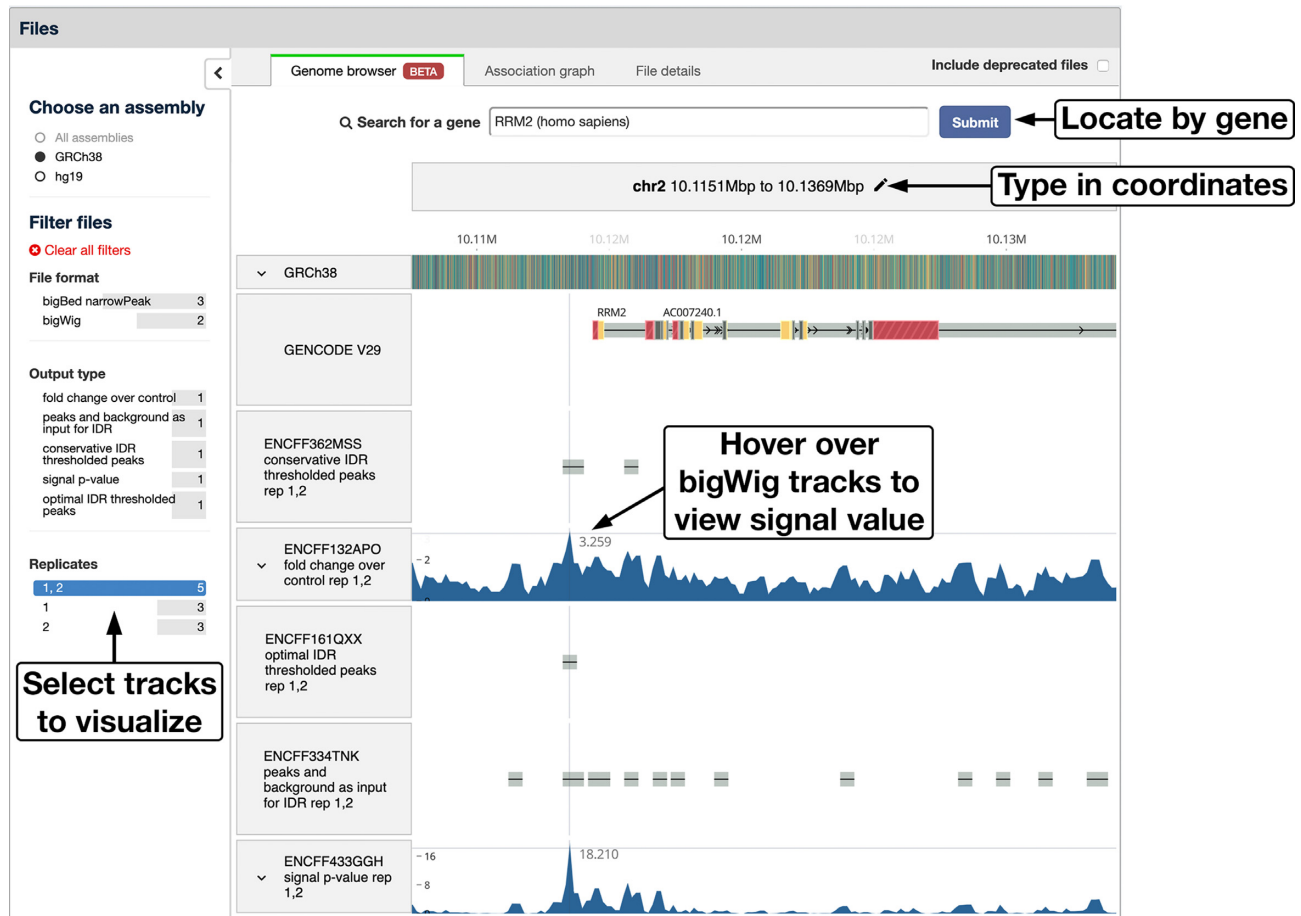 Files
Genome browser BETA
Association graph
File details
Include deprecated files
Choose an assembly
All assemblies
GRCh38
hg19
Filter files
Clear all filters
File format
bigBed narrowPeak 3
bigWig 2
Output type
fold change over control 1
peaks and background as
input for IDR 1
conservative IDR
thresholded peaks 1
signal p-value 1
optimal IDR thresholded
peaks 1
Replicates
1, 2 5
1 3
2 3
Select tracks
to visualize
Search for a gene RRM2 (homo sapiens) Submit
Locate by gene
chr2 10.1151Mbp to 10.1369Mbp
Type in coordinates
10.11M 10.12M 10.12M 10.12M 10.13M
GRCh38
GENCODE V29
RRM2 AC007240.1
ENCFF362MSS
conservative IDR
thresholded peaks
rep 1,2
Hover over
bigWig tracks to
view signal value
ENCFF132APO
fold change over
control rep 1,2
2
0
3.259
ENCFF161QXX
optimal IDR
thresholded peaks
rep 1,2
ENCFF334TNK
peaks and
background as input
for IDR rep 1,2
ENCFF433GGH
signal p-value rep
1,2
16
8
0
18.210